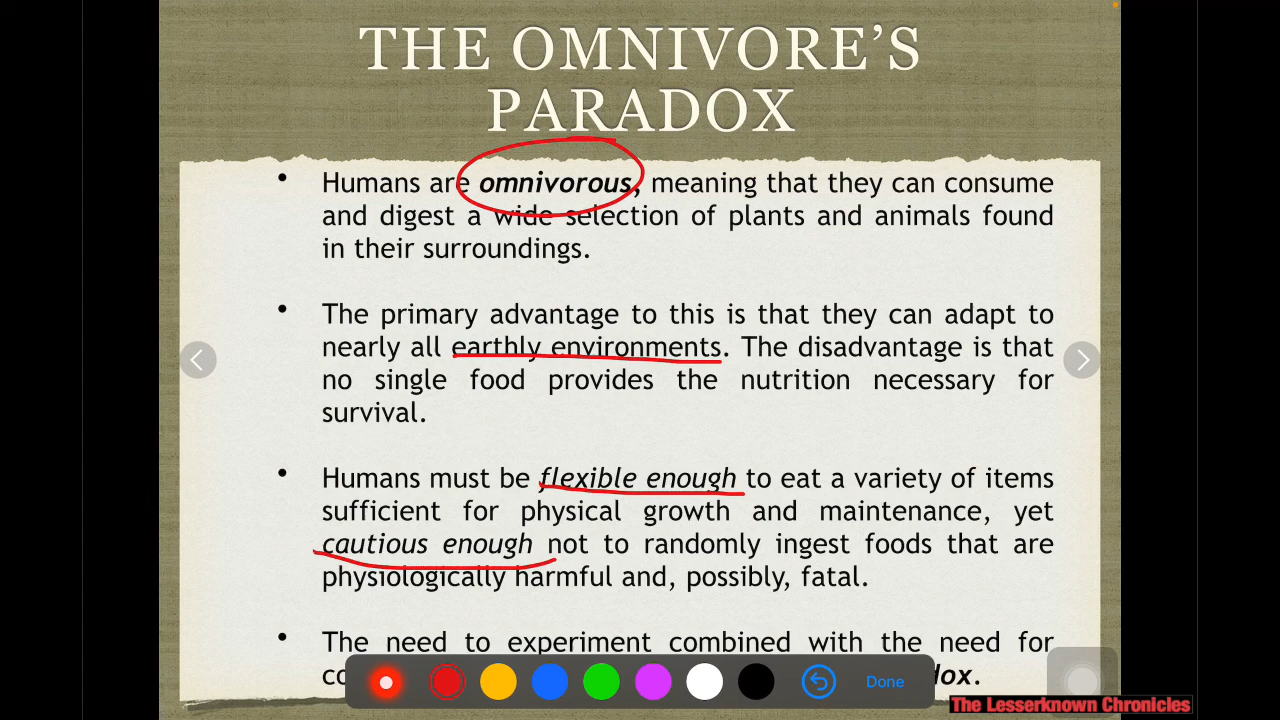 THE OMNIVORE’S
PARADOX
• Humans are omnivorous, meaning that they can consume
and digest a wide selection of plants and animals found
in their surroundings.
• The primary advantage to this is that they can adapt to
nearly all earthly environments. The disadvantage is that
no single food provides the nutrition necessary for
survival.
• Humans must be flexible enough to eat a variety of items
sufficient for physical growth and maintenance, yet
cautious enough not to randomly ingest foods that are
physiologically harmful and, possibly, fatal.
• The need to experiment combined with the need for
Done
The Lesserknown Chronicles